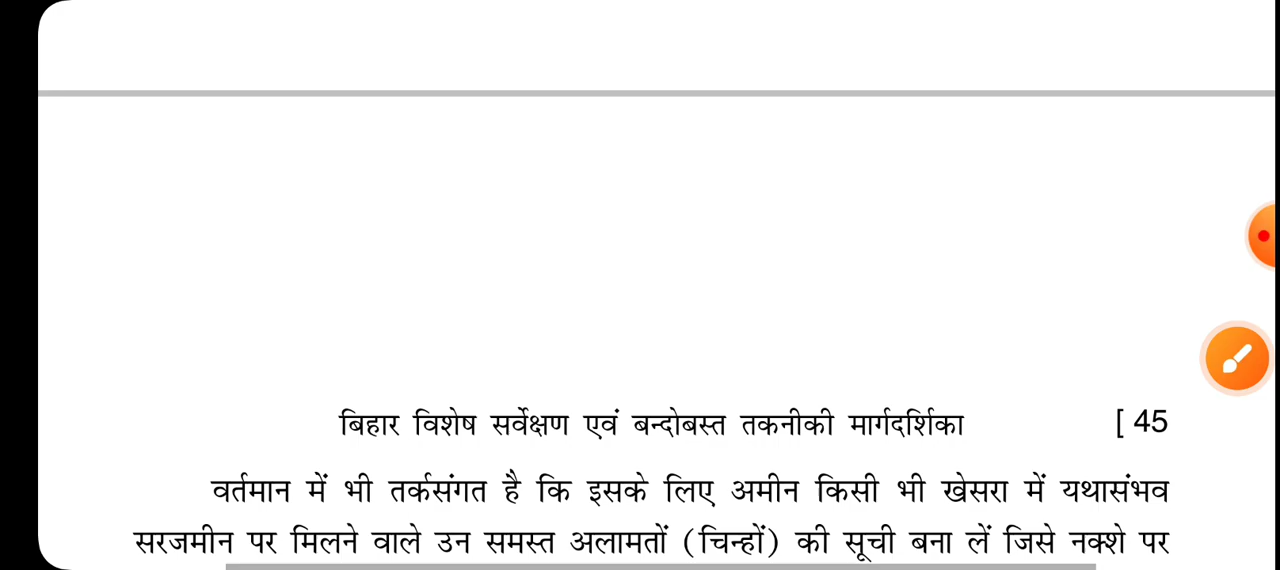 बिहार विशेष सर्वेक्षण एवं बन्दोबस्त तकनीकी मार्गदर्शिका [ 45
वर्तमान में भी तर्कसंगत है कि इसके लिए अमीन किसी भी खेसरा में यथासंभव
सरजमीन पर मिलने वाले उन समस्त अलामतों (चिन्हों) की सूची बना लें जिसे नक्शे पर